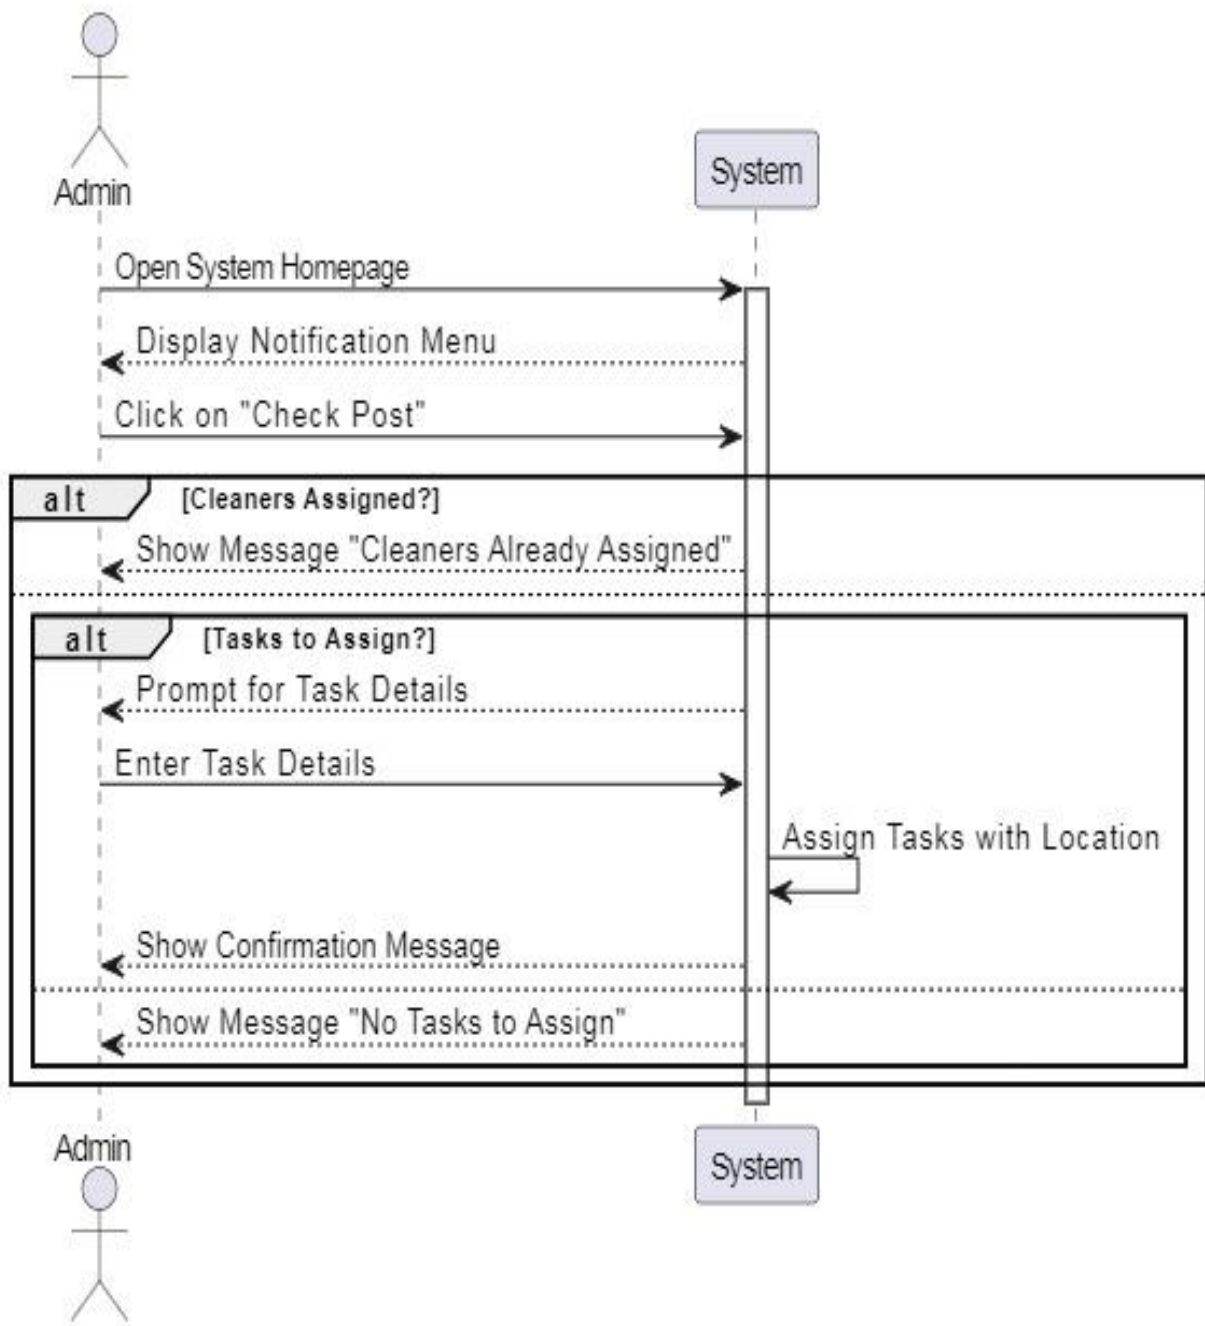 Admin
System
Open System Homepage
Display Notification Menu
Click on "Check Post"
alt [Cleaners Assigned?]
Show Message "Cleaners Already Assigned"
alt [Tasks to Assign?]
Prompt for Task Details
Enter Task Details
Assign Tasks with Location
Show Confirmation Message
Show Message "No Tasks to Assign"
Admin
System